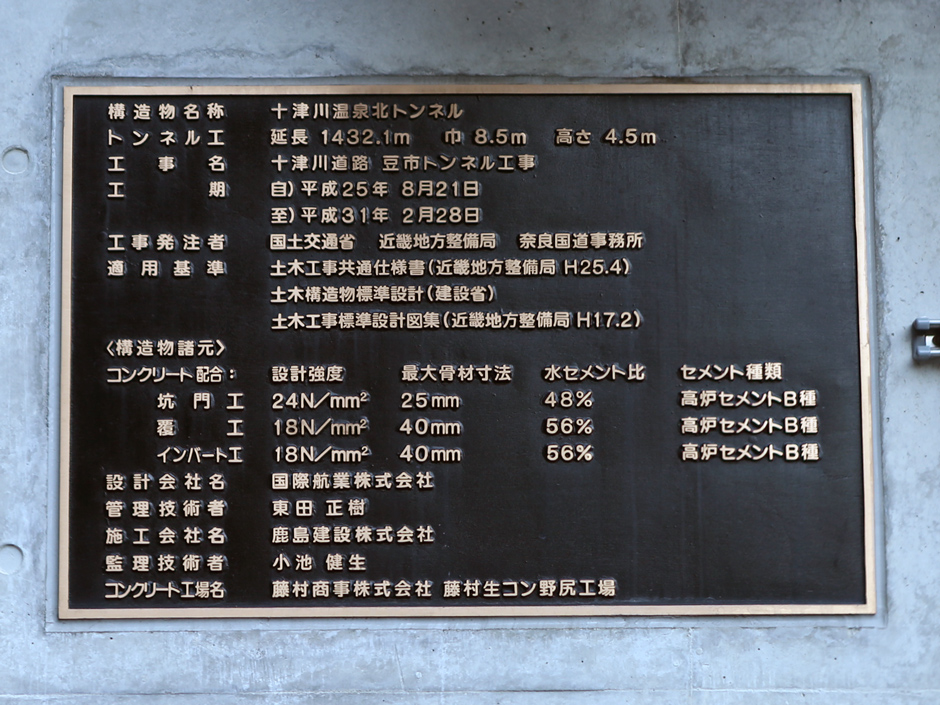 構造物名称 十津川温泉北トンネル
トンネル工 延長 1432.1m 巾 8.5m 高さ 4.5m
工事名 十津川道路 豆市トンネル工事
工期 自）平成25年 8月21日
至）平成31年 2月28日
工事発注者 国土交通省 近畿地方整備局 奈良国道事務所
適用基準 土木工事共通仕様書（近畿地方整備局 H25.4）
土木構造物標準設計（建設省）
土木工事標準設計図集（近畿地方整備局 H17.2）
〈構造物諸元〉
コンクリート配合： 設計強度 最大骨材寸法 水セメント比 セメント種類
坑門工 24N／mm² 25mm 48% 高炉セメントB種
覆工 18N／mm² 40mm 56% 高炉セメントB種
インバート工 18N／mm² 40mm 56% 高炉セメントB種
設計会社名 国際航業株式会社
管理技術者 東田 正樹
施工会社名 鹿島建設株式会社
監理技術者 小池 健生
コンクリート工場名 藤村商事株式会社 藤村生コン野尻工場